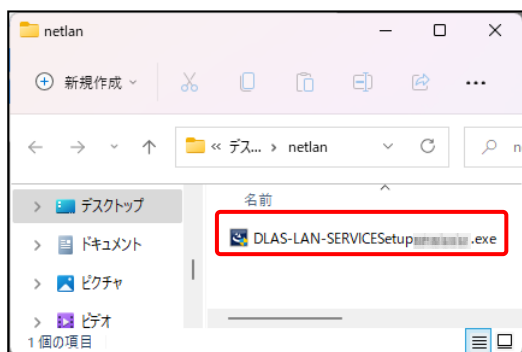 netlan
新規作成
«  デス... › netlan
n
デスクトップ
ドキュメント
ピクチャ
ビデオ
名前
DLAS-LAN-SERVICESetup .exe
1 個の項目